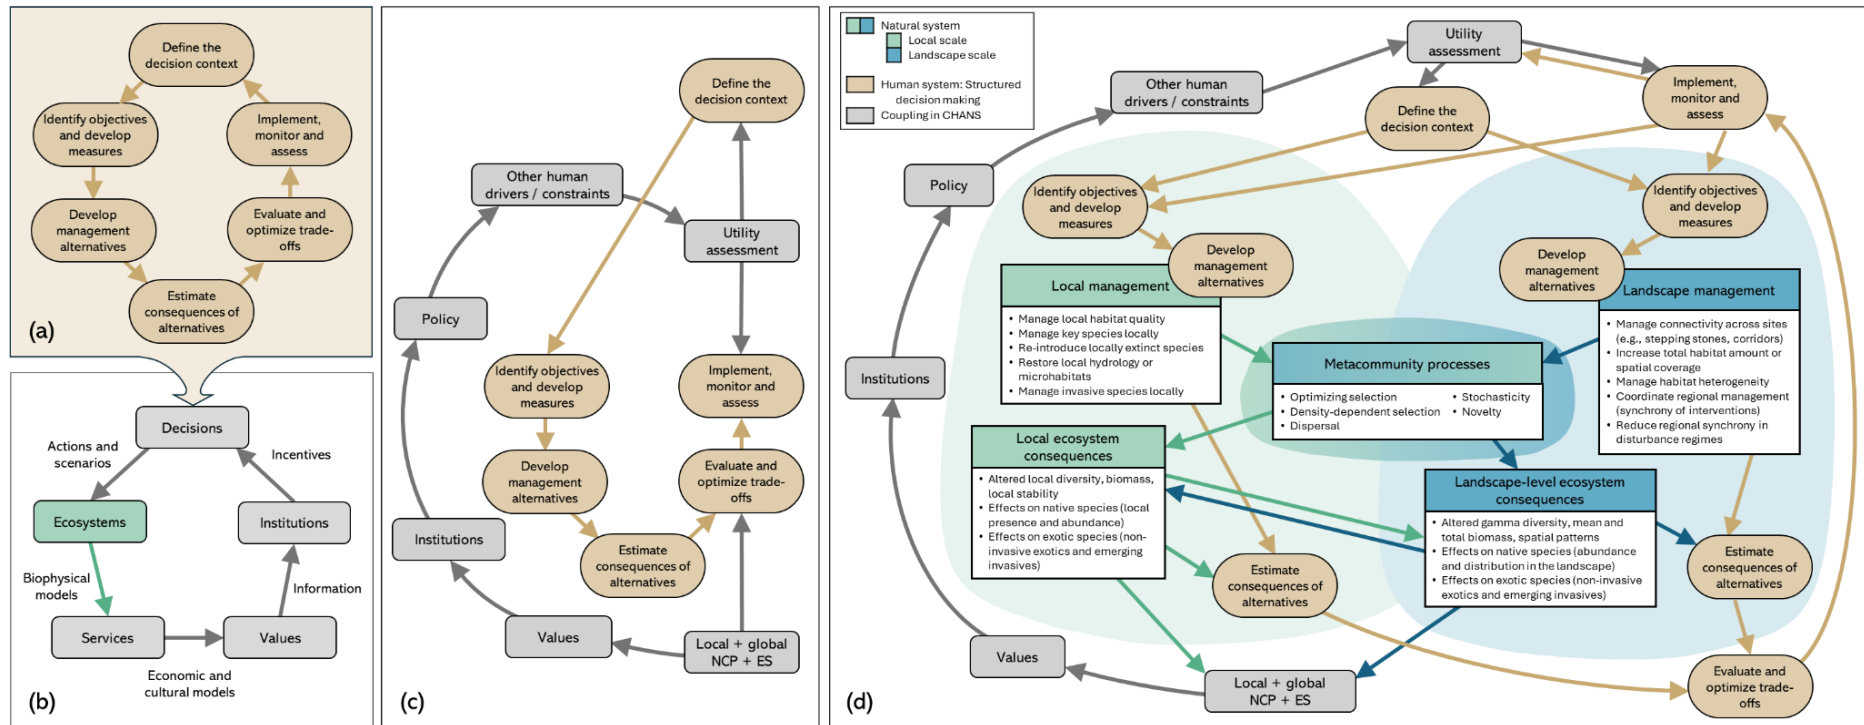 Define the
decision context
Identify objectives
and develop
measures
Implement,
monitor and
assess
Develop
management
alternatives
Evaluate and
optimize trade-
offs
Estimate
consequences of
alternatives
(a)
Decisions
Actions and
scenarios
Incentives
Ecosystems
Institutions
Biophysical
models
Information
Services
Values
Economic and
cultural models
(b)
Define the
decision context
Other human
drivers / constraints
Utility
assessment
Policy
Identify objectives
and develop
measures
Implement,
monitor and
assess
Develop
management
alternatives
Evaluate and
optimize trade-
offs
Institutions
Estimate
consequences of
alternatives
Values
Local + global
NCP + ES
(c)
Natural system
Local scale
Landscape scale
Human system: Structured
decision making
Coupling in CHANS
Utility
assessment
Other human
drivers / constraints
Implement,
monitor and
assess
Define the
decision context
Policy
Identify objectives
and develop
measures
Identify objectives
and develop
measures
Develop
management
alternatives
Develop
management
alternatives
Local management
• Manage local habitat quality
• Manage key species locally
• Re-introduce locally extinct species
• Restore local hydrology or
microhabitats
• Manage invasive species locally
Landscape management
• Manage connectivity across sites
(e.g., stepping stones, corridors)
• Increase total habitat amount or
spatial coverage
• Manage habitat heterogeneity
• Coordinate regional management
(synchrony of interventions)
• Reduce regional synchrony in
disturbance regimes
Metacommunity processes
• Optimizing selection
• Density-dependent selection
• Dispersal
• Stochasticity
• Novelty
Institutions
Local ecosystem
consequences
• Altered local diversity, biomass,
local stability
• Effects on native species (local
presence and abundance)
• Effects on exotic species (non-
invasive exotics and emerging
invasives)
Landscape-level ecosystem
consequences
• Altered gamma diversity, mean and
total biomass, spatial patterns
• Effects on native species (abundance
and distribution in the landscape)
• Effects on exotic species (non-invasive
exotics and emerging invasives)
Estimate
consequences of
alternatives
Estimate
consequences of
alternatives
Values
Local + global
NCP + ES
Evaluate and
optimize trade-
offs
(d)